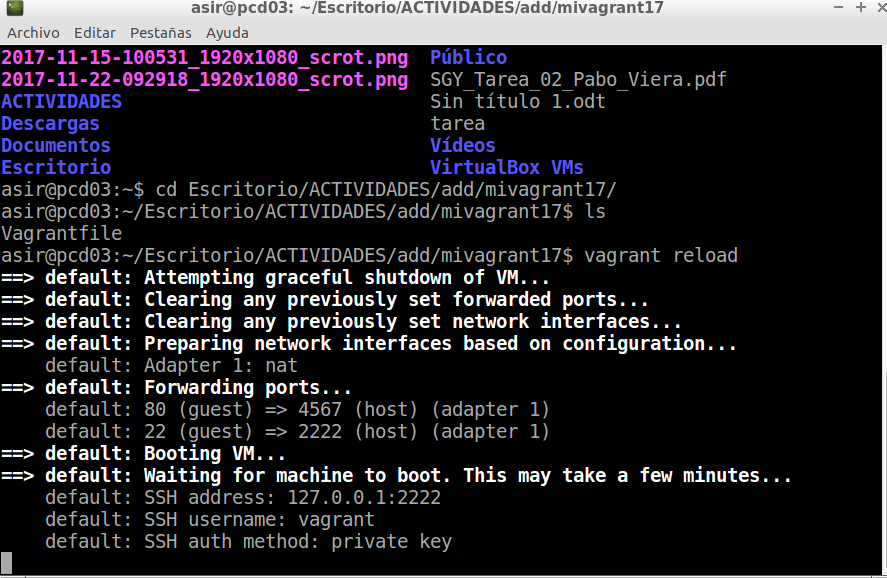 asir@pcd03: ~/Escritorio/ACTIVIDADES/add/mivagrant17
Archivo Editar Pestañas Ayuda
2017-11-15-100531_1920x1080_scrot.png Público
2017-11-22-092918_1920x1080_scrot.png SGY_Tarea_02_Pabo_Viera.pdf
ACTIVIDADES Sin título 1.odt
Descargas tarea
Documentos Vídeos
Escritorio VirtualBox VMs
asir@pcd03:~$ cd Escritorio/ACTIVIDADES/add/mivagrant17/
asir@pcd03:~/Escritorio/ACTIVIDADES/add/mivagrant17$ ls
Vagrantfile
asir@pcd03:~/Escritorio/ACTIVIDADES/add/mivagrant17$ vagrant reload
==> default: Attempting graceful shutdown of VM...
==> default: Clearing any previously set forwarded ports...
==> default: Clearing any previously set network interfaces...
==> default: Preparing network interfaces based on configuration...
    default: Adapter 1: nat
==> default: Forwarding ports...
    default: 80 (guest) => 4567 (host) (adapter 1)
    default: 22 (guest) => 2222 (host) (adapter 1)
==> default: Booting VM...
==> default: Waiting for machine to boot. This may take a few minutes...
    default: SSH address: 127.0.0.1:2222
    default: SSH username: vagrant
    default: SSH auth method: private key